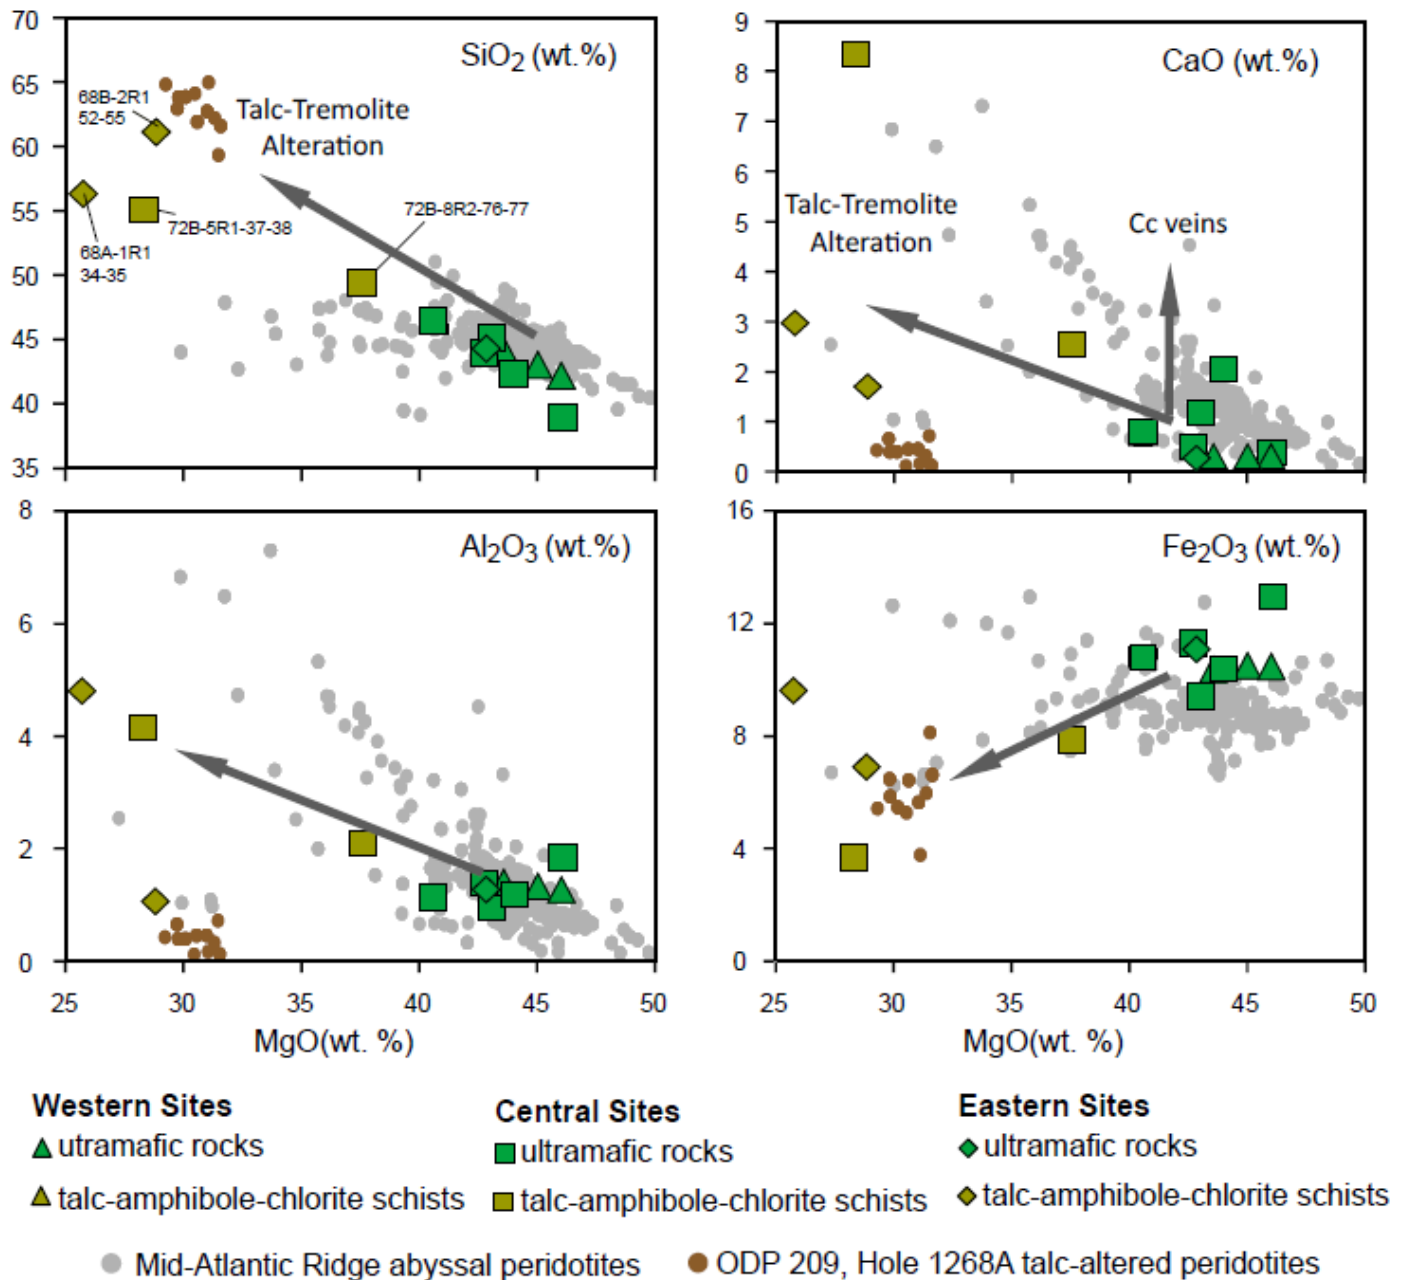 SiO2 (wt.%)
70
65
60
55
50
45
40
35
68B-2R1
52-55
Talc-Tremolite
Alteration
72B-8R2-76-77
72B-5R1-37-38
68A-1R1
34-35
CaO (wt.%)
9
8
7
6
5
4
3
2
1
0
Talc-Tremolite
Alteration
Cc veins
Al2O3 (wt.%)
8
6
4
2
0
25 30 35 40 45 50
MgO(wt. %)
Fe2O3 (wt.%)
16
12
8
4
0
25 30 35 40 45 50
MgO(wt. %)
Western Sites
utramafic rocks
talc-amphibole-chlorite schists
Central Sites
ultramafic rocks
talc-amphibole-chlorite schists
Eastern Sites
ultramafic rocks
talc-amphibole-chlorite schists
Mid-Atlantic Ridge abyssal peridotites
ODP 209, Hole 1268A talc-altered peridotites